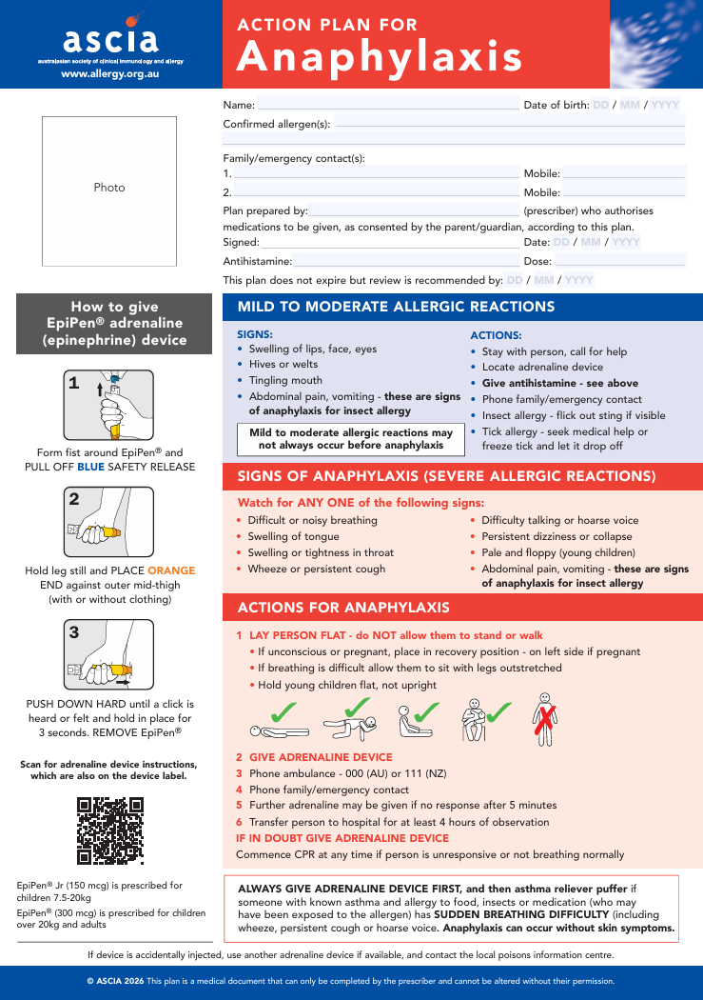 ascia
australasian society of clinical immunology and allergy
www.allergy.org.au
ACTION PLAN FOR
Anaphylaxis
Photo
Name: Date of birth: DD / MM / YYYY
Confirmed allergen(s):
Family/emergency contact(s):
1. Mobile:
2. Mobile:
Plan prepared by: (prescriber) who authorises
medications to be given, as consented by the parent/guardian, according to this plan.
Signed: Date: DD / MM / YYYY
Antihistamine: Dose:
This plan does not expire but review is recommended by: DD / MM / YYYY
How to give
EpiPen® adrenaline
(epinephrine) device
1
Form fist around EpiPen® and
PULL OFF BLUE SAFETY RELEASE
2
Hold leg still and PLACE ORANGE
END against outer mid-thigh
(with or without clothing)
3
PUSH DOWN HARD until a click is
heard or felt and hold in place for
3 seconds. REMOVE EpiPen®
Scan for adrenaline device instructions,
which are also on the device label.
EpiPen® Jr (150 mcg) is prescribed for
children 7.5-20kg
EpiPen® (300 mcg) is prescribed for children
over 20kg and adults
MILD TO MODERATE ALLERGIC REACTIONS
SIGNS:
• Swelling of lips, face, eyes
• Hives or welts
• Tingling mouth
• Abdominal pain, vomiting - these are signs
of anaphylaxis for insect allergy
Mild to moderate allergic reactions may
not always occur before anaphylaxis
ACTIONS:
• Stay with person, call for help
• Locate adrenaline device
• Give antihistamine - see above
• Phone family/emergency contact
• Insect allergy - flick out sting if visible
• Tick allergy - seek medical help or
freeze tick and let it drop off
SIGNS OF ANAPHYLAXIS (SEVERE ALLERGIC REACTIONS)
Watch for ANY ONE of the following signs:
• Difficult or noisy breathing
• Swelling of tongue
• Swelling or tightness in throat
• Wheeze or persistent cough
• Difficulty talking or hoarse voice
• Persistent dizziness or collapse
• Pale and floppy (young children)
• Abdominal pain, vomiting - these are signs
of anaphylaxis for insect allergy
ACTIONS FOR ANAPHYLAXIS
1 LAY PERSON FLAT - do NOT allow them to stand or walk
• If unconscious or pregnant, place in recovery position - on left side if pregnant
• If breathing is difficult allow them to sit with legs outstretched
• Hold young children flat, not upright
2 GIVE ADRENALINE DEVICE
3 Phone ambulance - 000 (AU) or 111 (NZ)
4 Phone family/emergency contact
5 Further adrenaline may be given if no response after 5 minutes
6 Transfer person to hospital for at least 4 hours of observation
IF IN DOUBT GIVE ADRENALINE DEVICE
Commence CPR at any time if person is unresponsive or not breathing normally
ALWAYS GIVE ADRENALINE DEVICE FIRST, and then asthma reliever puffer if
someone with known asthma and allergy to food, insects or medication (who may
have been exposed to the allergen) has SUDDEN BREATHING DIFFICULTY (including
wheeze, persistent cough or hoarse voice. Anaphylaxis can occur without skin symptoms.
If device is accidentally injected, use another adrenaline device if available, and contact the local poisons information centre.
© ASCIA 2026 This plan is a medical document that can only be completed by the prescriber and cannot be altered without their permission.